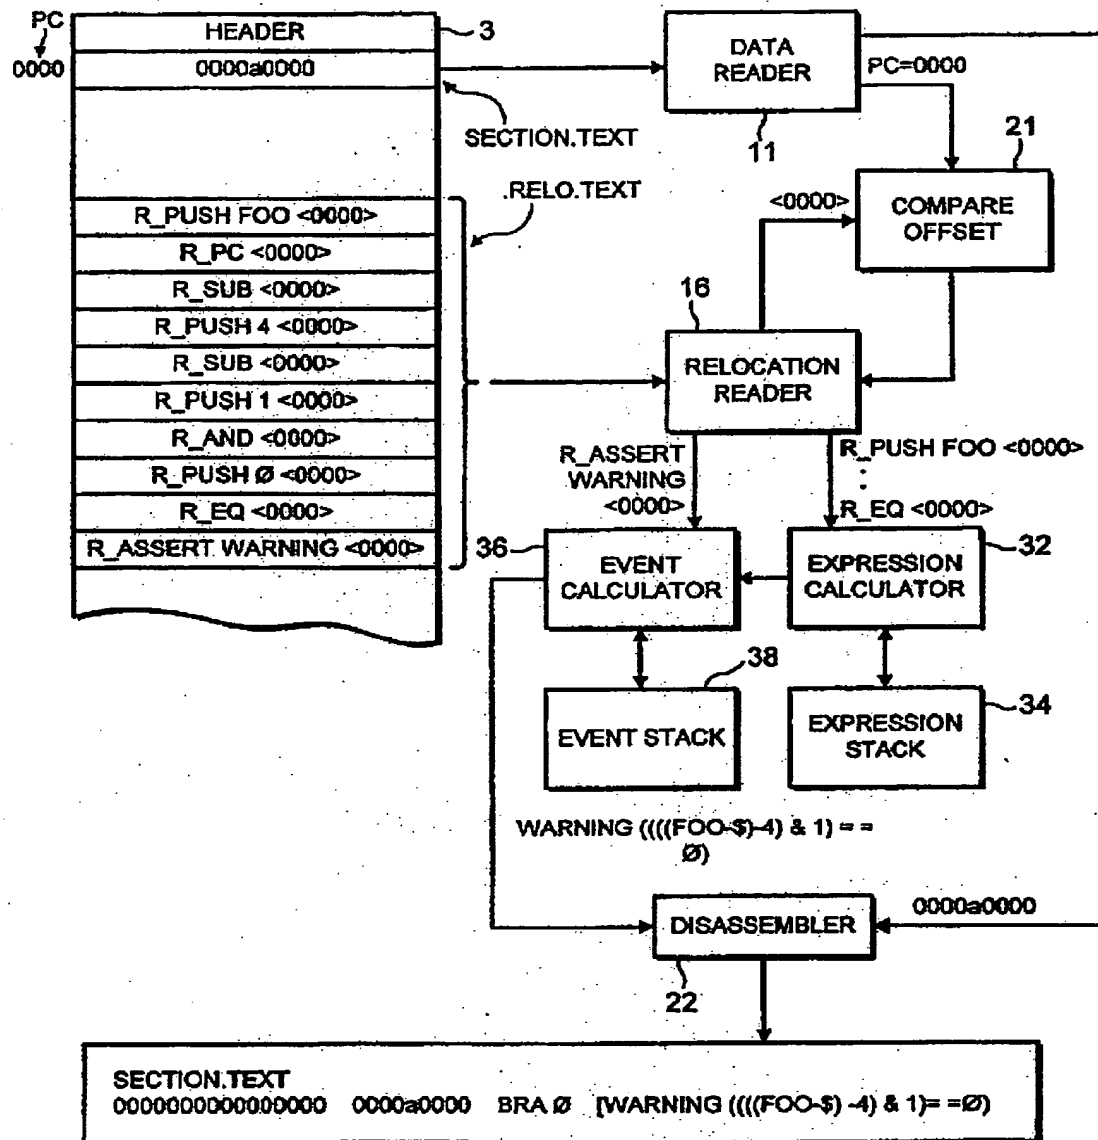 PC
HEADER
3
0000
0000a0000
SECTION.TEXT
.RELO.TEXT
R_PUSH FOO <0000>
R_PC <0000>
R_SUB <0000>
R_PUSH 4 <0000>
R_SUB <0000>
R_PUSH 1 <0000>
R_AND <0000>
R_PUSH Ø <0000>
R_EQ <0000>
R_ASSERT WARNING <0000>
DATA
READER
11
PC=0000
21
COMPARE
OFFSET
<0000>
16
RELOCATION
READER
R_ASSERT
WARNING
<0000>
R_PUSH FOO <0000>
R_EQ <0000>
36
EVENT
CALCULATOR
32
EXPRESSION
CALCULATOR
38
EVENT STACK
34
EXPRESSION
STACK
WARNING ((((FOO-$)-4) & 1) = =
Ø)
0000a0000
DISASSEMBLER
22
SECTION.TEXT
0000000000000000 0000a0000 BRA Ø [WARNING ((((FOO-$) -4) & 1)= =Ø)